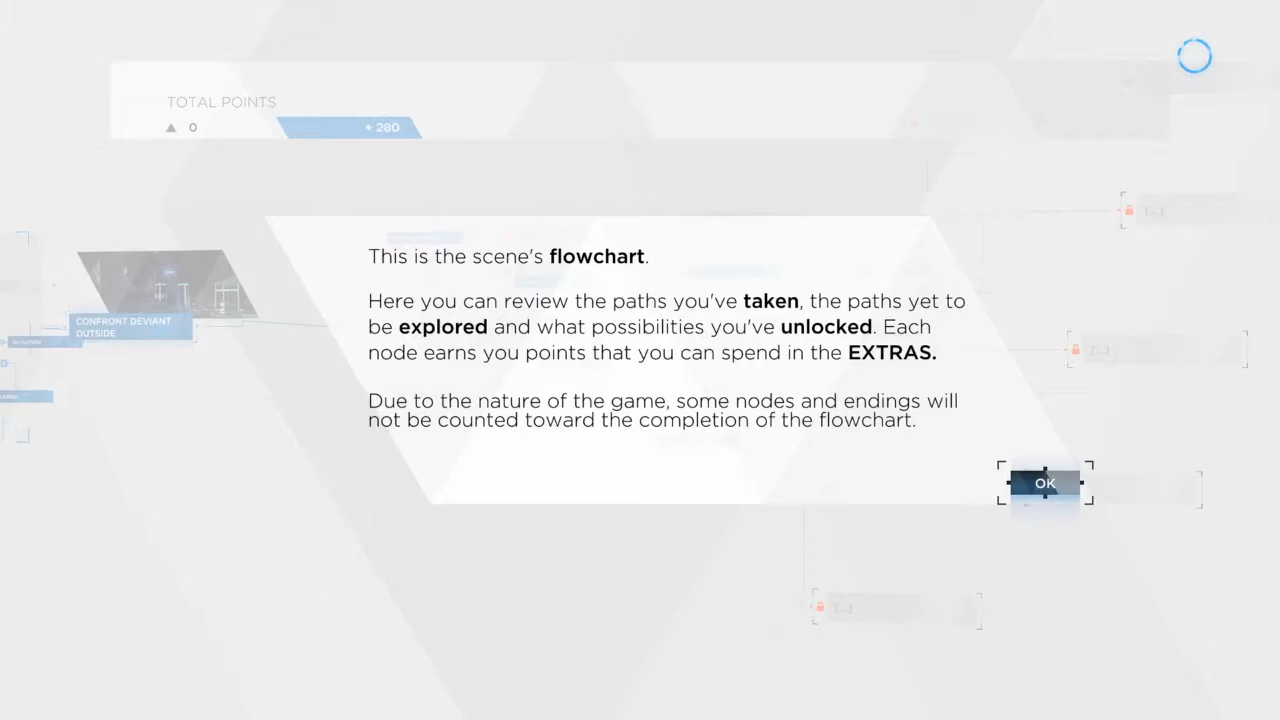 TOTAL POINTS
0
+ 280
This is the scene's flowchart.
Here you can review the paths you've taken, the paths yet to
be explored and what possibilities you've unlocked. Each
node earns you points that you can spend in the EXTRAS.
Due to the nature of the game, some nodes and endings will
not be counted toward the completion of the flowchart.
CONFRONT DEVIANT
OUTSIDE
OK